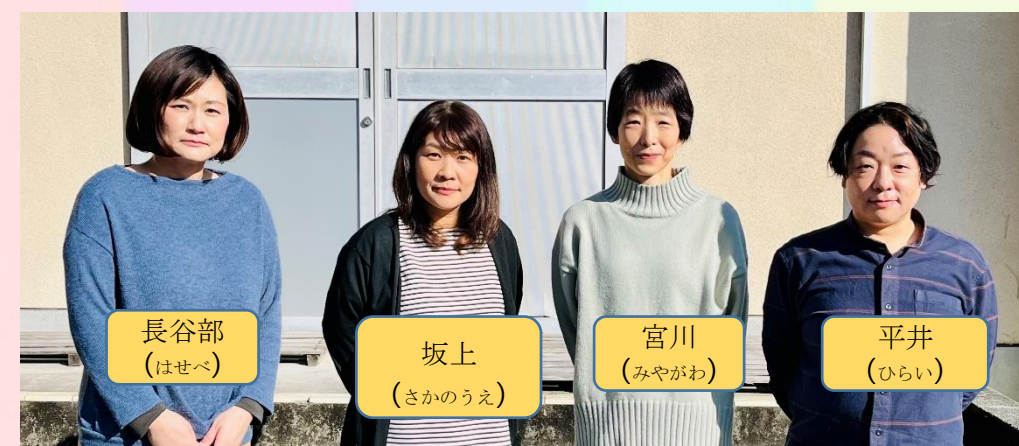 長谷部
(はせべ)
坂上
(さかのうえ)
宮川
(みやがわ)
平井
(ひらい)